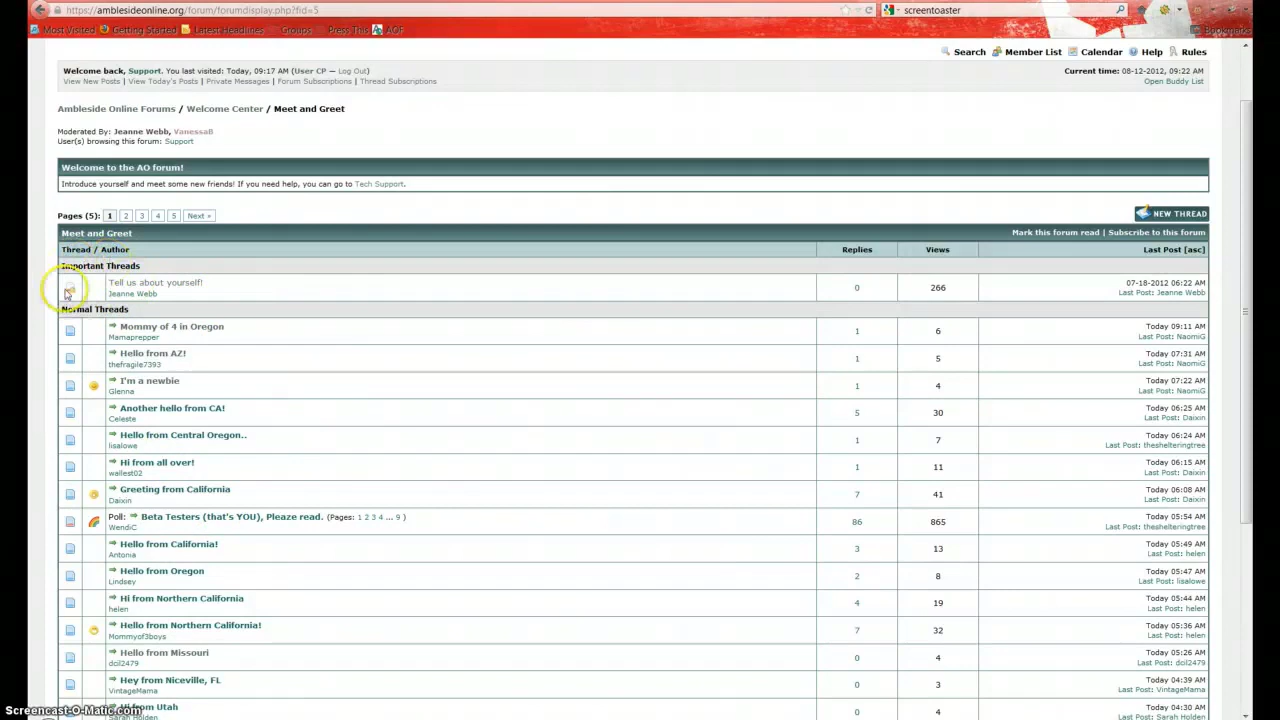 https://amblesideonline.org/forum/forumdisplay.php?fid=5
screentoaster
Most Visited Getting Started Latest Headlines Groups Press This AOF
Bookmarks
Search Member List Calendar Help Rules
Welcome back, Support. You last visited: Today, 09:17 AM (User CP — Log Out)
Current time: 08-12-2012, 09:22 AM
View New Posts | View Today's Posts | Private Messages | Forum Subscriptions | Thread Subscriptions
Open Buddy List
Ambleside Online Forums / Welcome Center / Meet and Greet
Moderated By: Jeanne Webb, VanessaB
User(s) browsing this forum: Support
Welcome to the AO forum!
Introduce yourself and meet some new friends! If you need help, you can go to Tech Support.
Pages (5): 1 2 3 4 5 Next »
NEW THREAD
Meet and Greet
Mark this forum read | Subscribe to this forum
Thread / Author Replies Views Last Post [asc]
Important Threads
Tell us about yourself!
Jeanne Webb
0 266
07-18-2012 06:22 AM
Last Post: Jeanne Webb
Normal Threads
Mommy of 4 in Oregon
Mamaprepper
1 6
Today 09:11 AM
Last Post: NaomiG
Hello from AZ!
thefragile7393
1 5
Today 07:31 AM
Last Post: NaomiG
I'm a newbie
Glenna
1 4
Today 07:22 AM
Last Post: NaomiG
Another hello from CA!
Celeste
5 30
Today 06:25 AM
Last Post: Daixin
Hello from Central Oregon..
lisalowe
1 7
Today 06:24 AM
Last Post: theshelteringtree
Hi from all over!
wallest02
1 11
Today 06:15 AM
Last Post: Daixin
Greeting from California
Daixin
7 41
Today 06:08 AM
Last Post: Daixin
Poll: Beta Testers (that's YOU), Pleaze read. (Pages: 1 2 3 4 ... 9 )
WendiC
86 865
Today 05:54 AM
Last Post: theshelteringtree
Hello from California!
Antonia
3 13
Today 05:49 AM
Last Post: helen
Hello from Oregon
Lindsey
2 8
Today 05:47 AM
Last Post: lisalowe
Hi from Northern California
helen
4 19
Today 05:44 AM
Last Post: helen
Hello from Northern California!
Mommyof3boys
7 32
Today 05:36 AM
Last Post: helen
Hello from Missouri
dcil2479
0 4
Today 05:26 AM
Last Post: dcil2479
Hey from Niceville, FL
VintageMama
0 3
Today 04:39 AM
Last Post: VintageMama
Hi from Utah
Sarah Holden
0 4
Today 04:30 AM
Last Post: Sarah Holden
Screencast-O-Matic.com